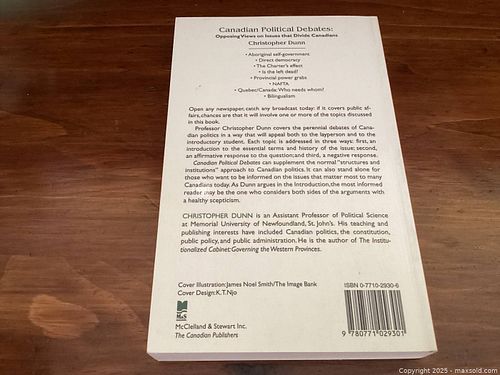 Canadian Political Debates:
Opposing Views on Issues that Divide Canadians
Christopher Dunn
• Aboriginal self-government
• Direct democracy
• The Charter's effect
• Is the left dead?
• Provincial power grabs
• NAFTA
• Quebec/Canada: Who needs whom?
• Bilingualism
Open any newspaper, catch any broadcast today: if it covers public af-
fairs, chances are that it will involve one or more of the topics discussed
in this book.
Professor Christopher Dunn covers the perennial debates of Cana-
dian politics in a way that will appeal both to the layperson and to the
introductory student. Each topic is addressed in three ways: first, an
introduction to the essential terms and history of the issue; second,
an affirmative response to the question; and third, a negative response.
Canadian Political Debates can supplement the normal "structures and
institutions" approach to Canadian politics. It can also stand alone for
those who want to be informed on the issues that matter most to many
Canadians today. As Dunn argues in the Introduction, the most informed
reader may be the one who considers both sides of the arguments with
a healthy scepticism.
CHRISTOPHER DUNN is an Assistant Professor of Political Science
at Memorial University of Newfoundland, St. John's. His teaching and
publishing interests have included Canadian politics, the constitution,
public policy, and public administration. He is the author of The Institu-
tionalized Cabinet: Governing the Western Provinces.
Cover Illustration: James Noel Smith/The Image Bank
Cover Design: K.T. Njo
ISBN 0-7710-2930-6
M&S
McClelland & Stewart Inc.
The Canadian Publishers
9 780771 029301
Copyright 2025 - maxsold.com